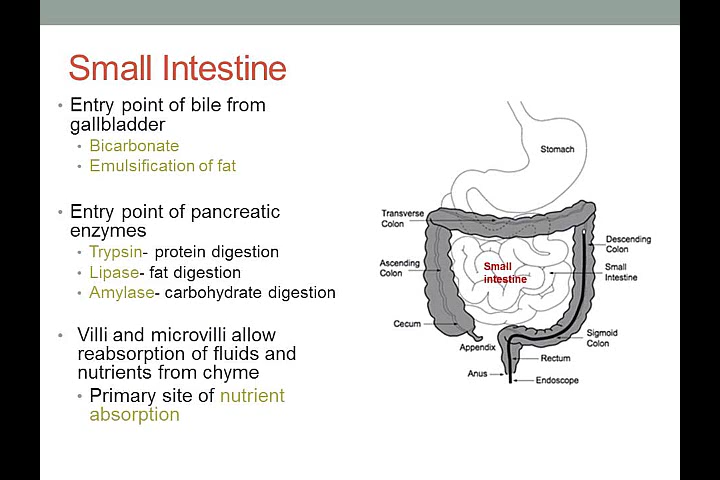 Small Intestine
• Entry point of bile from
gallbladder
• Bicarbonate
• Emulsification of fat
• Entry point of pancreatic
enzymes
• Trypsin- protein digestion
• Lipase- fat digestion
• Amylase- carbohydrate digestion
• Villi and microvilli allow
reabsorption of fluids and
nutrients from chyme
• Primary site of nutrient
absorption
Stomach
Transverse
Colon
Descending
Colon
Ascending
Colon
Small
intestine
Small
Intestine
Cecum
Sigmoid
Colon
Appendix
Rectum
Anus
Endoscope